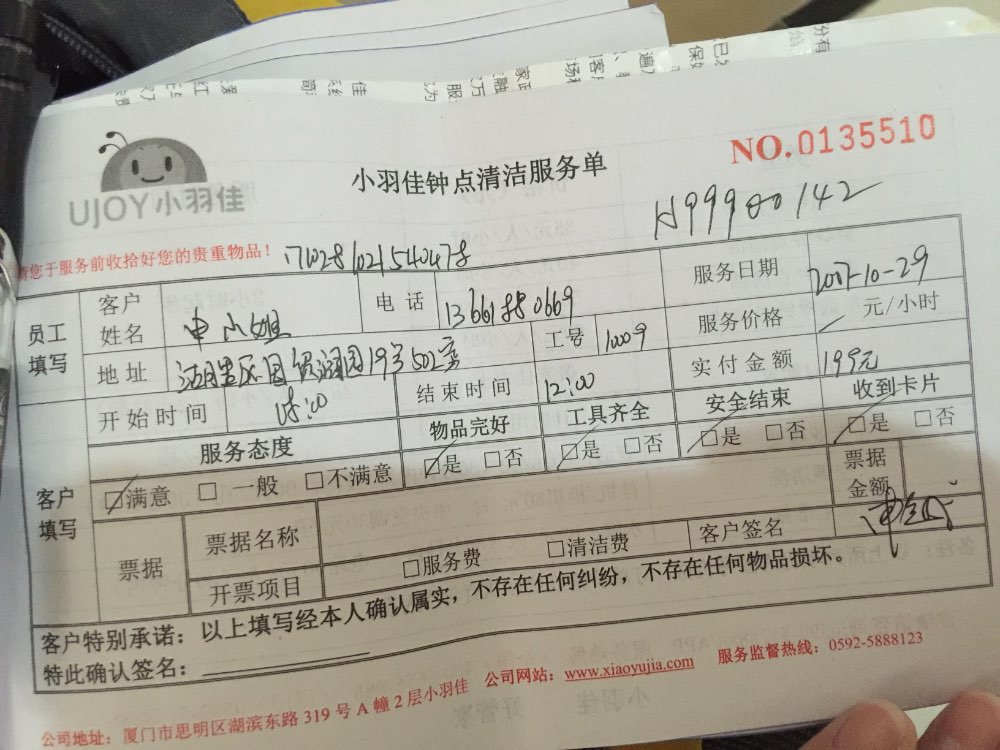 UJOY小羽佳
小羽佳钟点清洁服务单
NO.0135510
请您于服务前收拾好您的贵重物品！ 171028161021540478
员工填写
客户姓名 申小姐
电话 13661880669
服务日期 2017-10-29
地址 19号502室
工号 10009
服务价格 元/小时
开始时间 18:00
结束时间 12:00
实付金额 199元
客户填写
服务态度 物品完好 工具齐全 安全结束 收到卡片
☑满意 □一般 □不满意 ☑是 □否 ☑是 □否 ☑是 □否 ☑是 □否
票据
票据名称
票据金额
开票项目 □服务费 □清洁费 客户签名
客户特别承诺：以上填写经本人确认属实，不存在任何纠纷，不存在任何物品损坏。
特此确认签名：
公司地址：厦门市思明区湖滨东路 319 号 A 幢 2 层小羽佳 公司网站：www.xiaoyujia.com 服务监督热线：0592-5888123